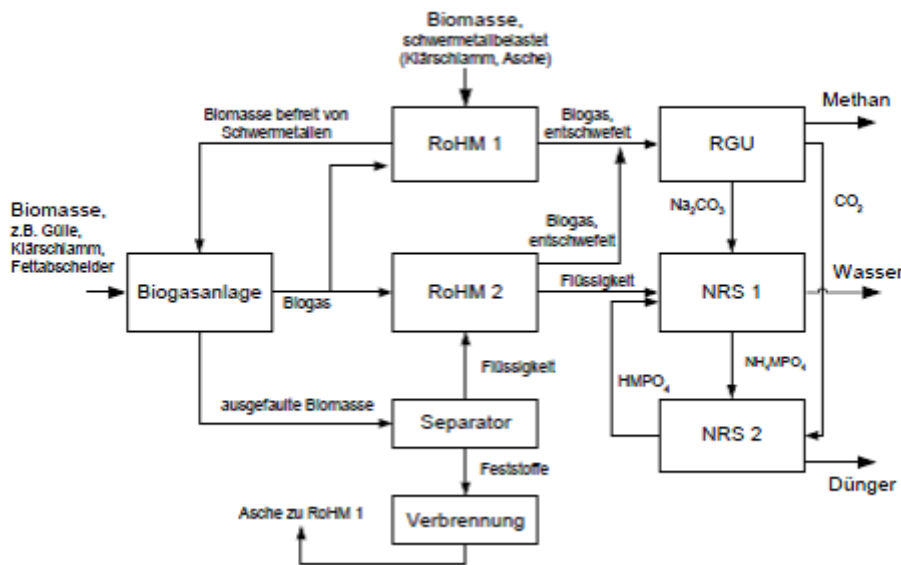 Biomasse,
schwermetallbelastet
(Klärschlamm, Asche)
Methan
Biomasse befreit von
Schwermetallen
RoHM 1
Biogas,
entschwefelt
RGU
Na₂CO₃
CO₂
Biomasse,
z.B. Gülle,
Klärschlamm,
Fettabscheider
Biogas,
entschwefelt
Wasser
Biogasanlage
Biogas
RoHM 2
Flüssigkeit
NRS 1
Flüssigkeit
HMPO₄
NH₄MPO₄
ausgefaulte Biomasse
Separator
NRS 2
Feststoffe
Dünger
Asche zu RoHM 1
Verbrennung